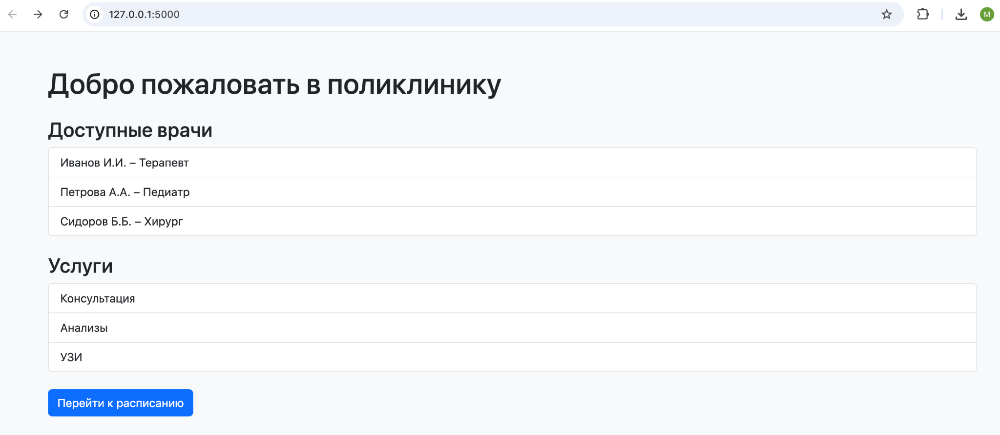 127.0.0.1:5000
M
Добро пожаловать в поликлинику
Доступные врачи
Иванов И.И. – Терапевт
Петрова А.А. – Педиатр
Сидоров Б.Б. – Хирург
Услуги
Консультация
Анализы
УЗИ
Перейти к расписанию